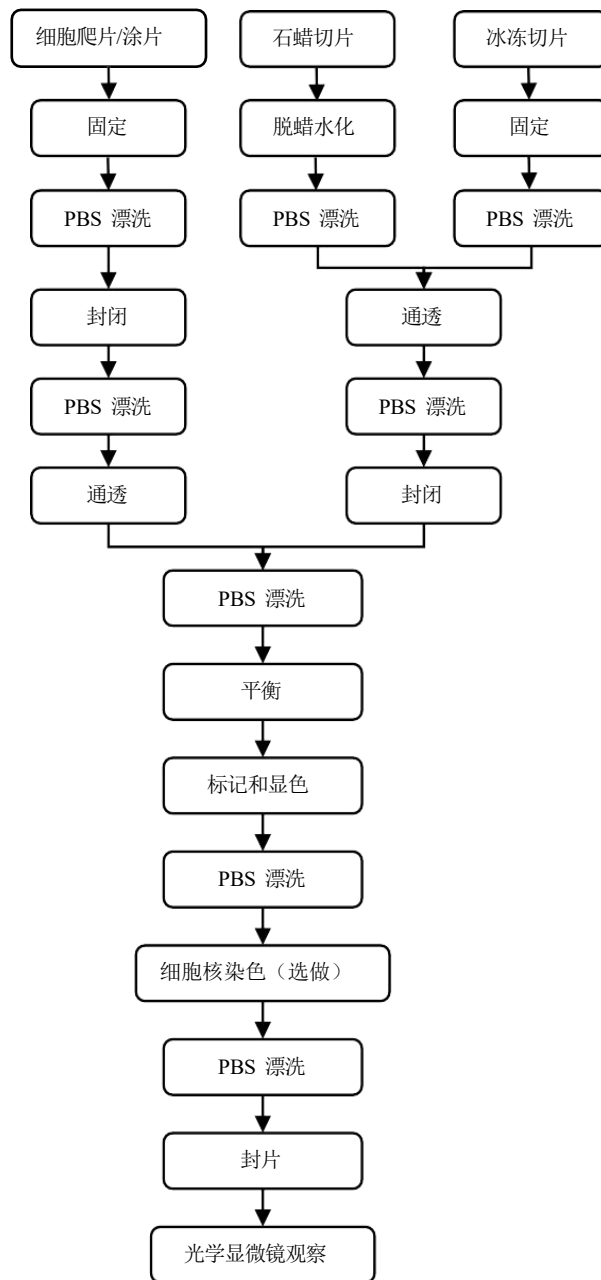 细胞爬片/涂片
石蜡切片
冰冻切片
固定
脱蜡水化
固定
PBS 漂洗
PBS 漂洗
PBS 漂洗
封闭
通透
PBS 漂洗
PBS 漂洗
通透
封闭
PBS 漂洗
平衡
标记和显色
PBS 漂洗
细胞核染色（选做）
PBS 漂洗
封片
光学显微镜观察